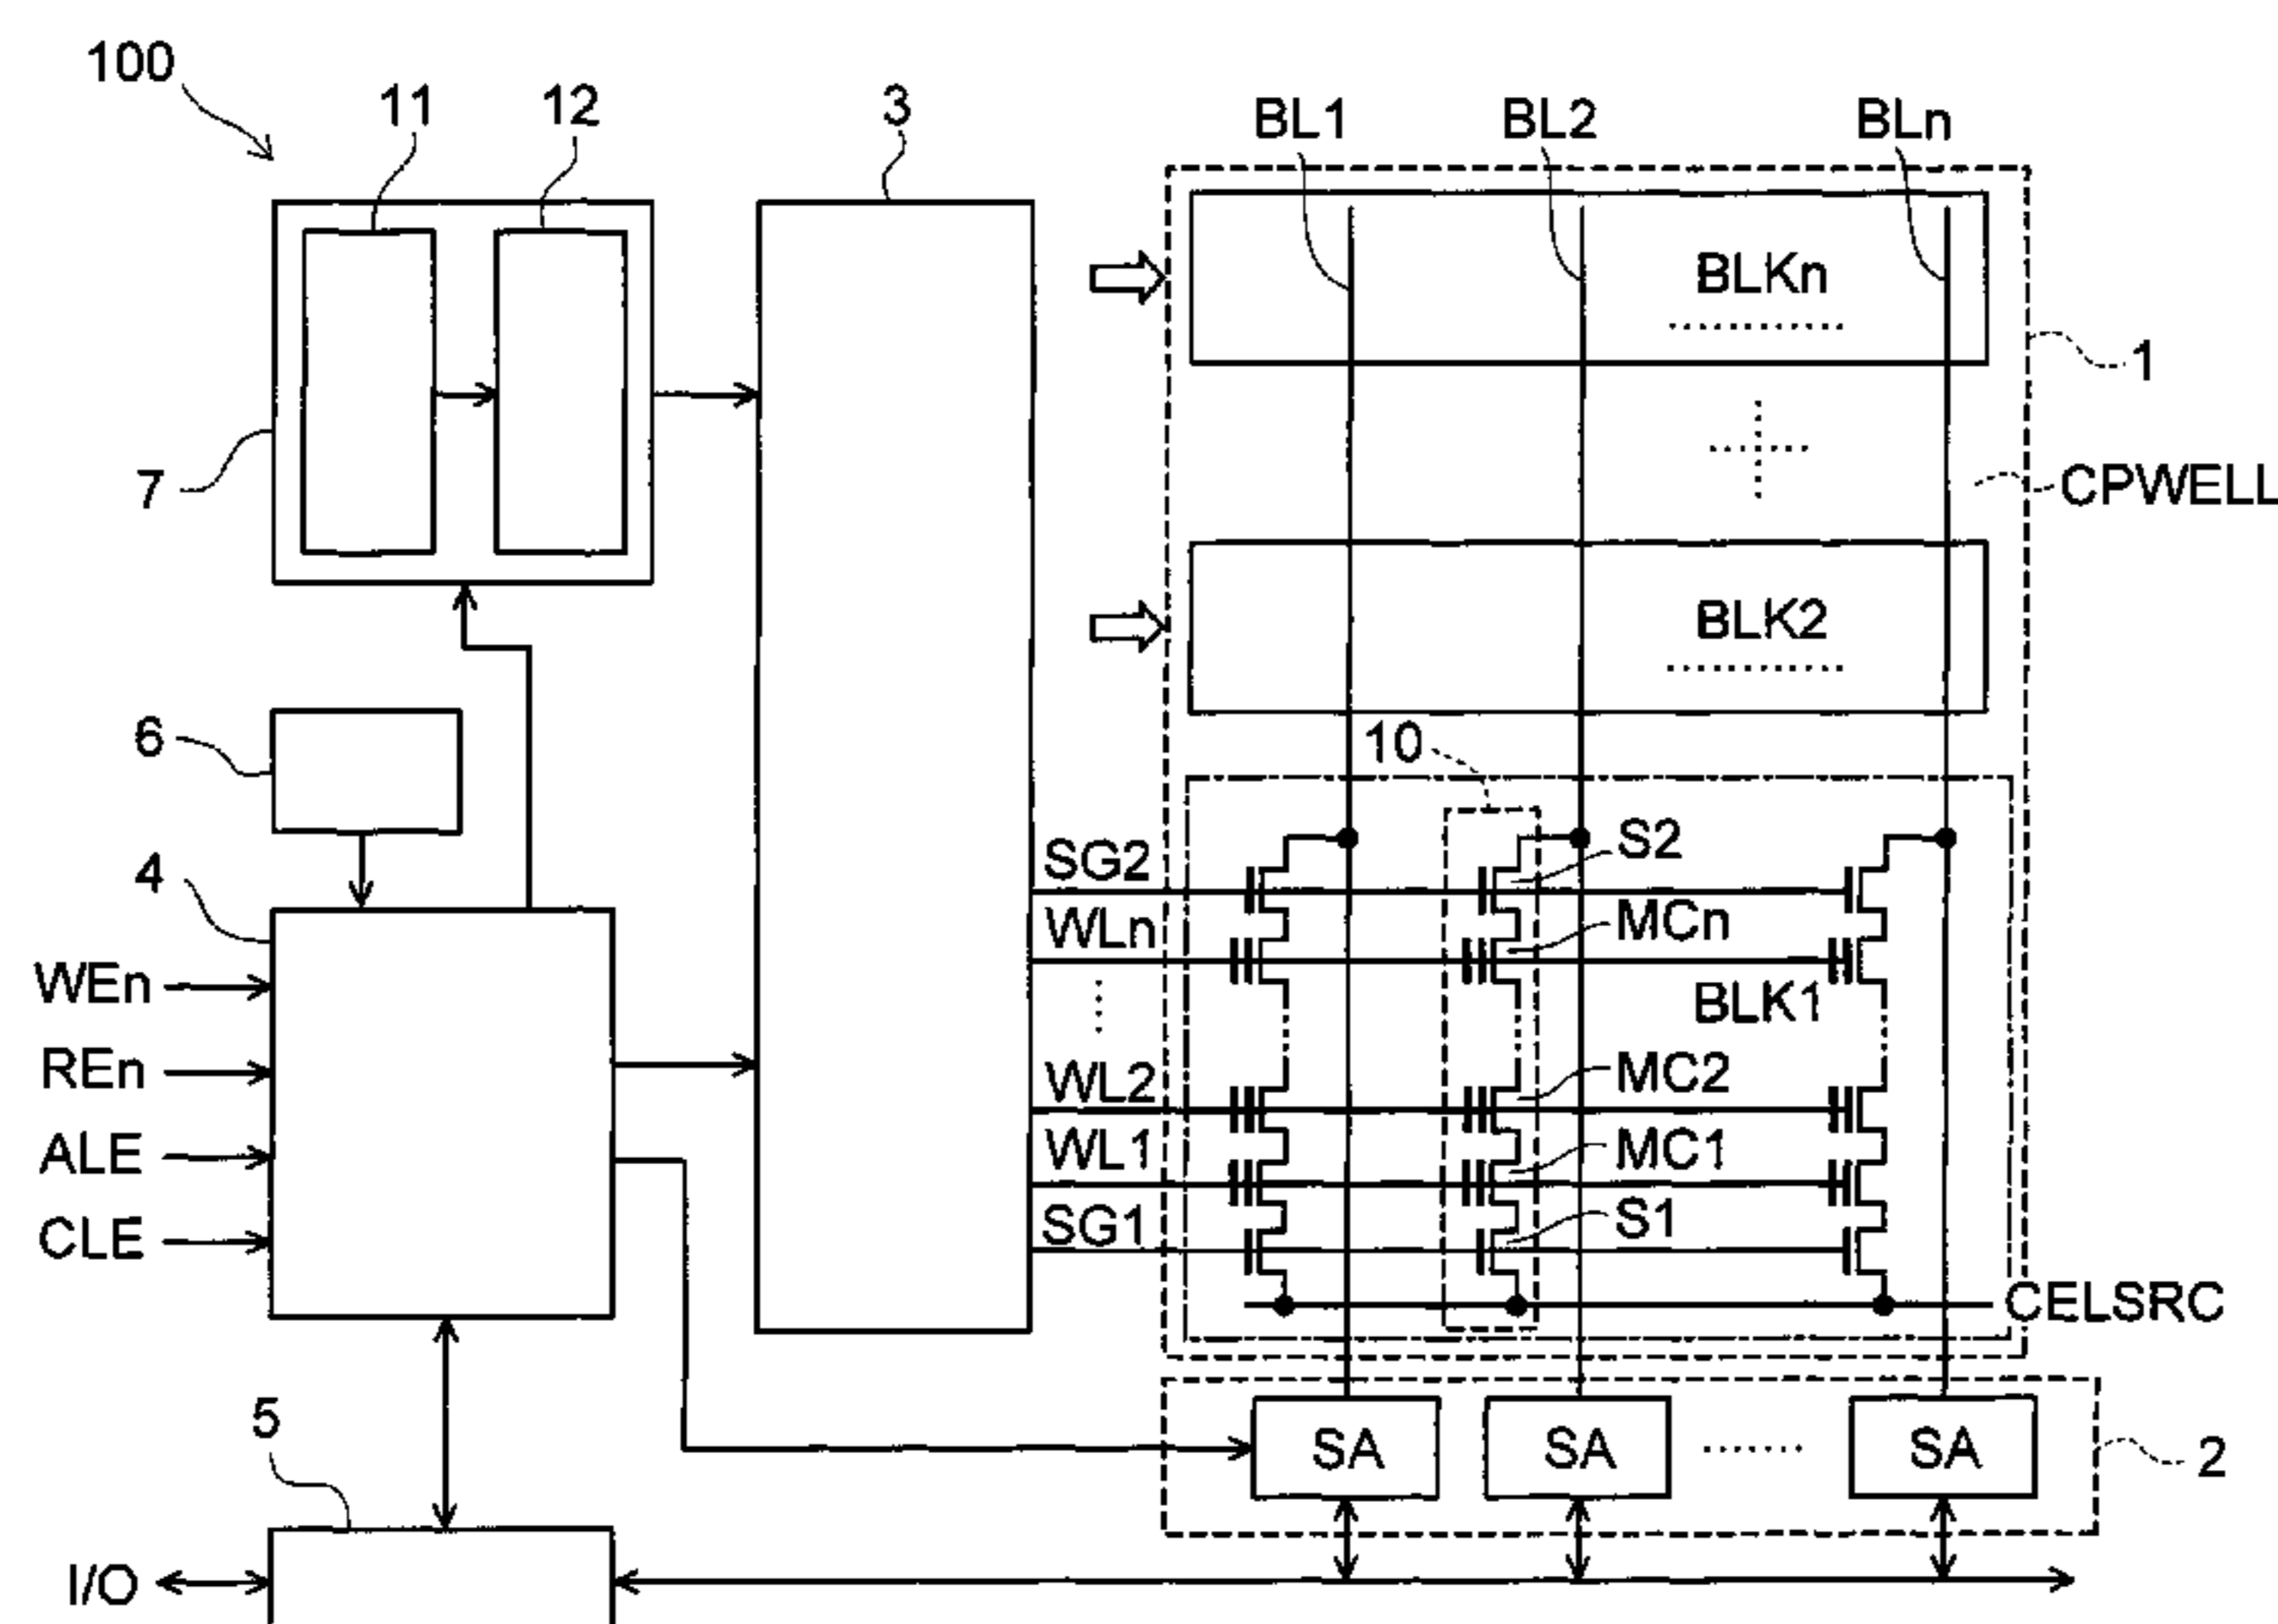 100
11
12
3
BL1
BL2
BLn
BLKn
1
7
CPWELL
BLK2
6
10
4
SG2
S2
WLn
MCn
WEn
BLK1
REn
WL2
MC2
ALE
WL1
MC1
CLE
SG1
S1
CELSRC
5
SA
SA
SA
2
I/O